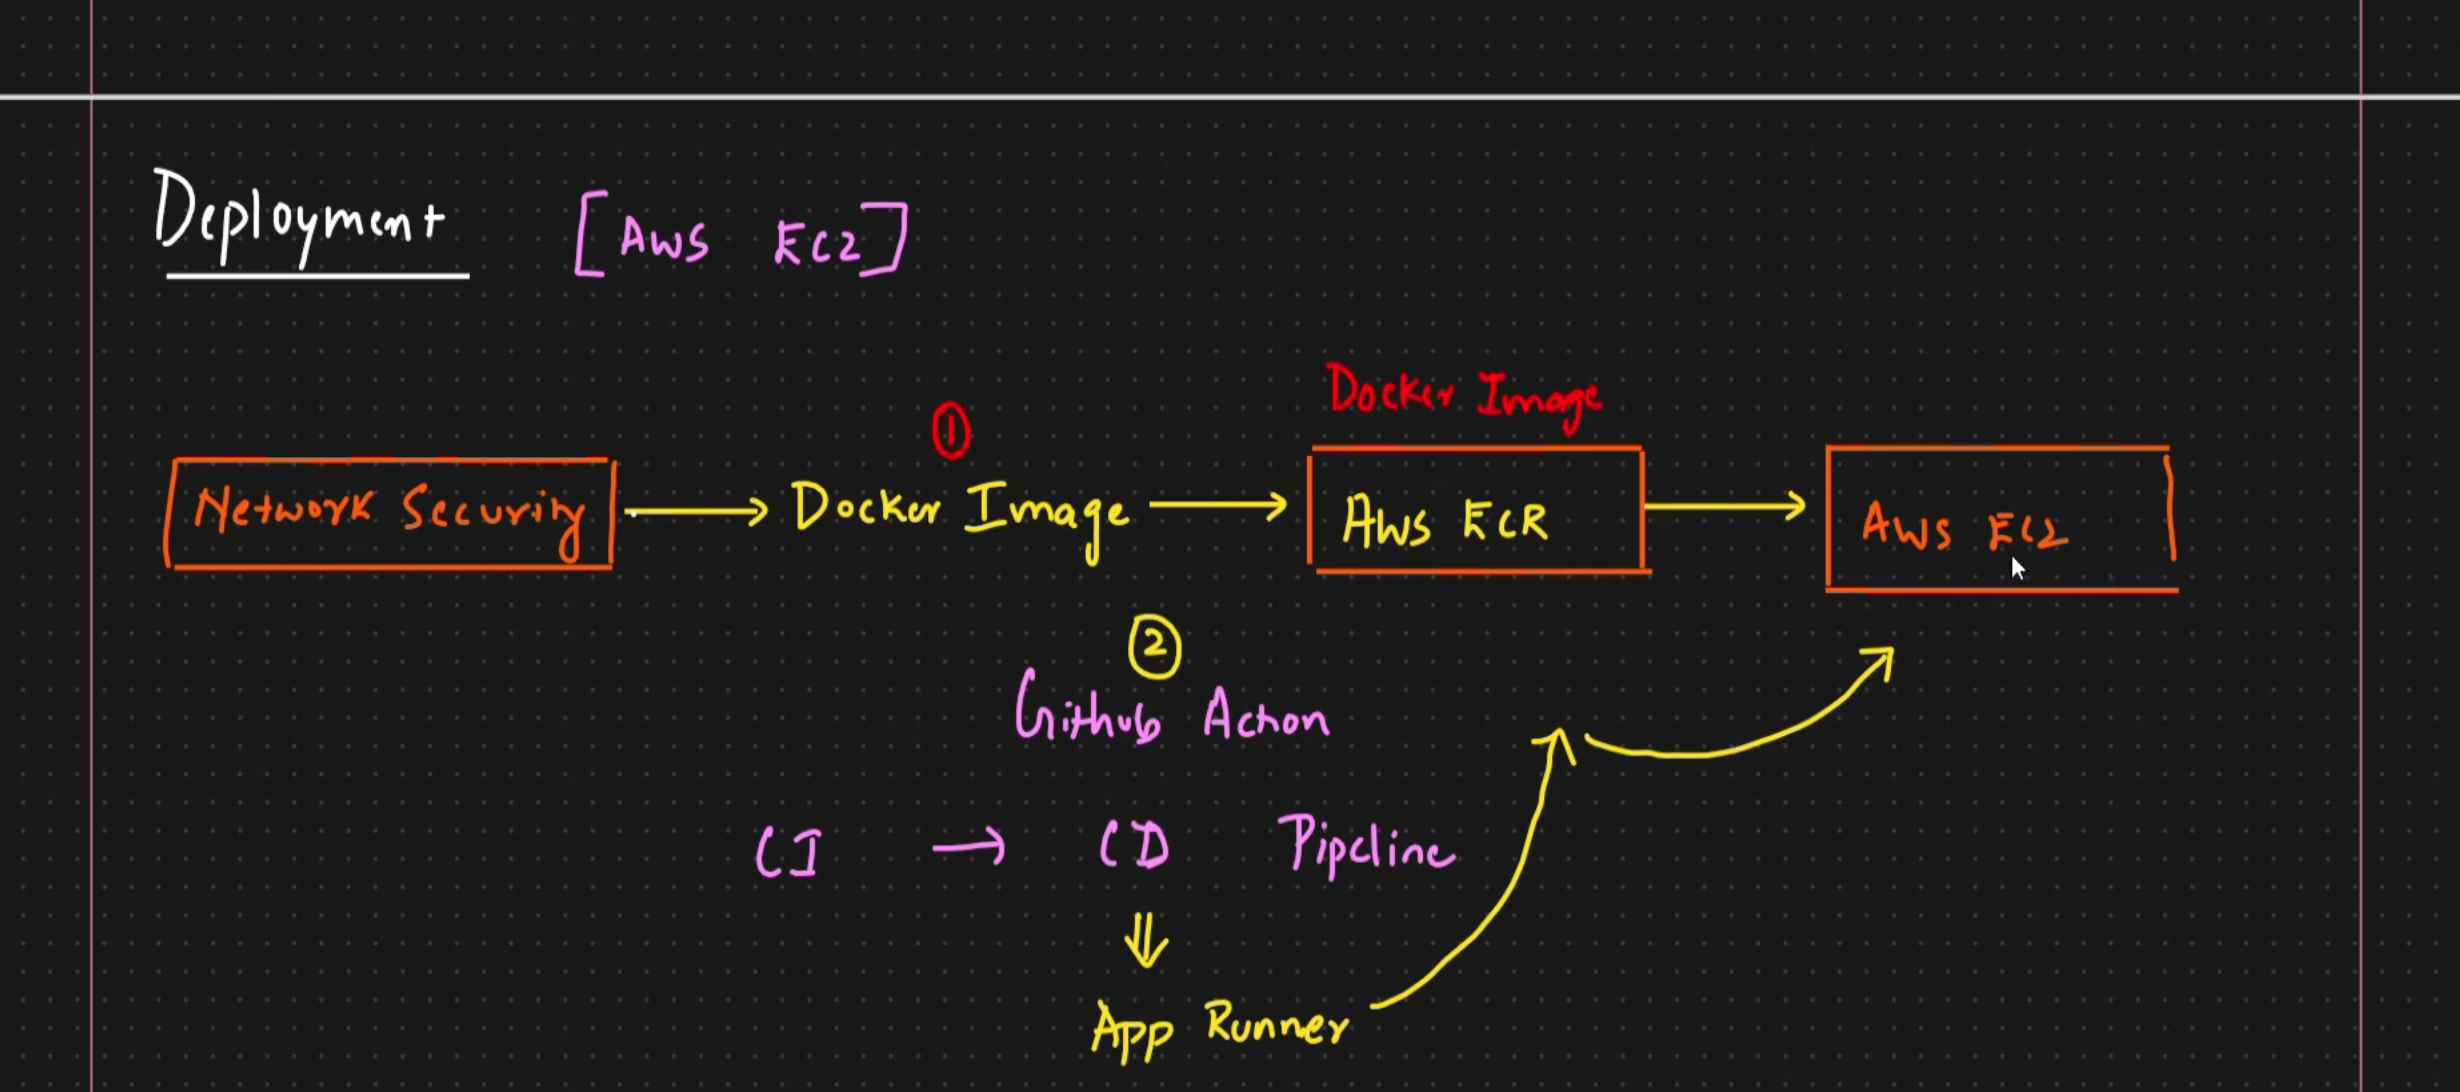 Deployment [AWS EC2]
Docker Image
①
Network Security → Docker Image → AWS ECR → AWS EC2
②
Github Action
CI → CD Pipeline
⇓
App Runner